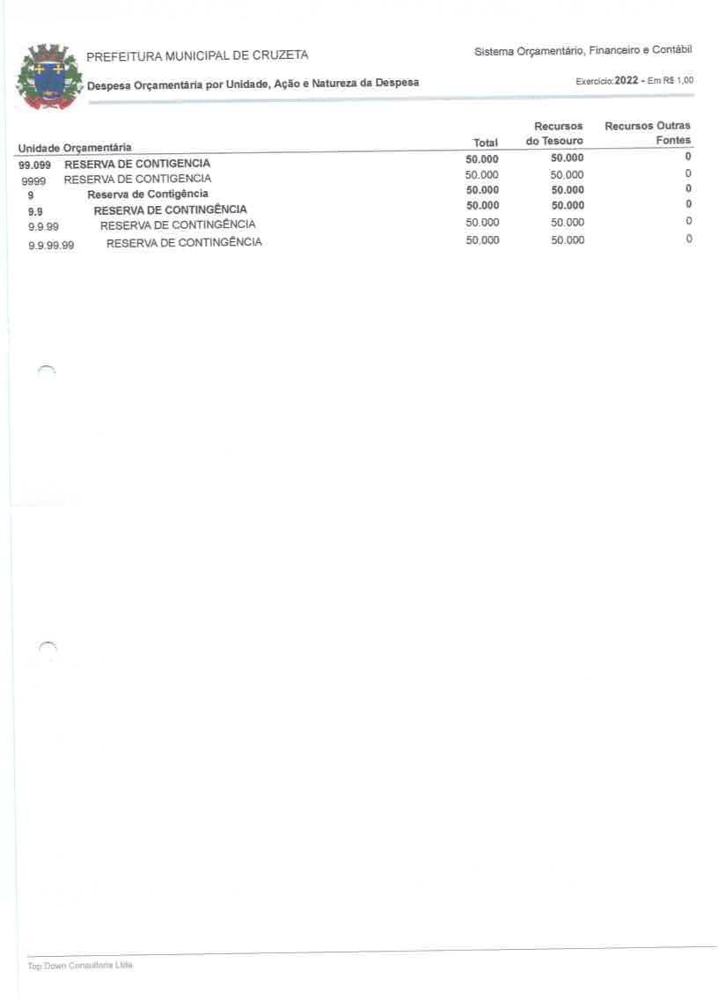 PREFEITURA MUNICIPAL DE CRUZETA
Sistema Orçamentário, Financeiro e Contábil
Despesa Orçamentária por Unidade, Ação e Natureza da Despesa
Exercício:2022 - Em R$ 1,00
Unidade Orçamentária Total Recursos do Tesouro Recursos Outras Fontes
99.099 RESERVA DE CONTIGENCIA 50.000 50.000 0
9999 RESERVA DE CONTIGENCIA 50.000 50.000 0
9 Reserva de Contigência 50.000 50.000 0
9.9 RESERVA DE CONTINGÊNCIA 50.000 50.000 0
9.9.99 RESERVA DE CONTINGÊNCIA 50.000 50.000 0
9.9.99.99 RESERVA DE CONTINGÊNCIA 50.000 50.000 0
Top Down Consultoria Ltda